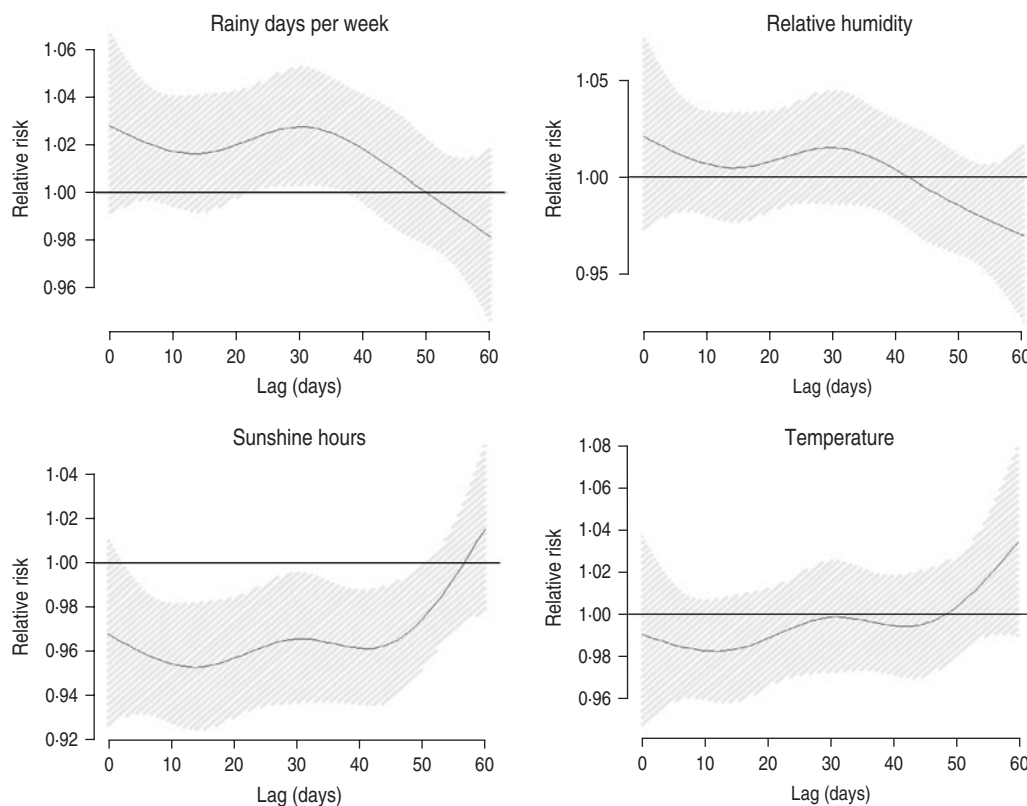 Rainy days per week
1·06
1·04
1·02
1·00
0·98
0·96
Relative risk
0 10 20 30 40 50 60
Lag (days)
Relative humidity
1·05
1·00
0·95
Relative risk
0 10 20 30 40 50 60
Lag (days)
Sunshine hours
1·04
1·02
1·00
0·98
0·96
0·94
0·92
Relative risk
0 10 20 30 40 50 60
Lag (days)
Temperature
1·08
1·06
1·04
1·02
1·00
0·98
0·96
Relative risk
0 10 20 30 40 50 60
Lag (days)